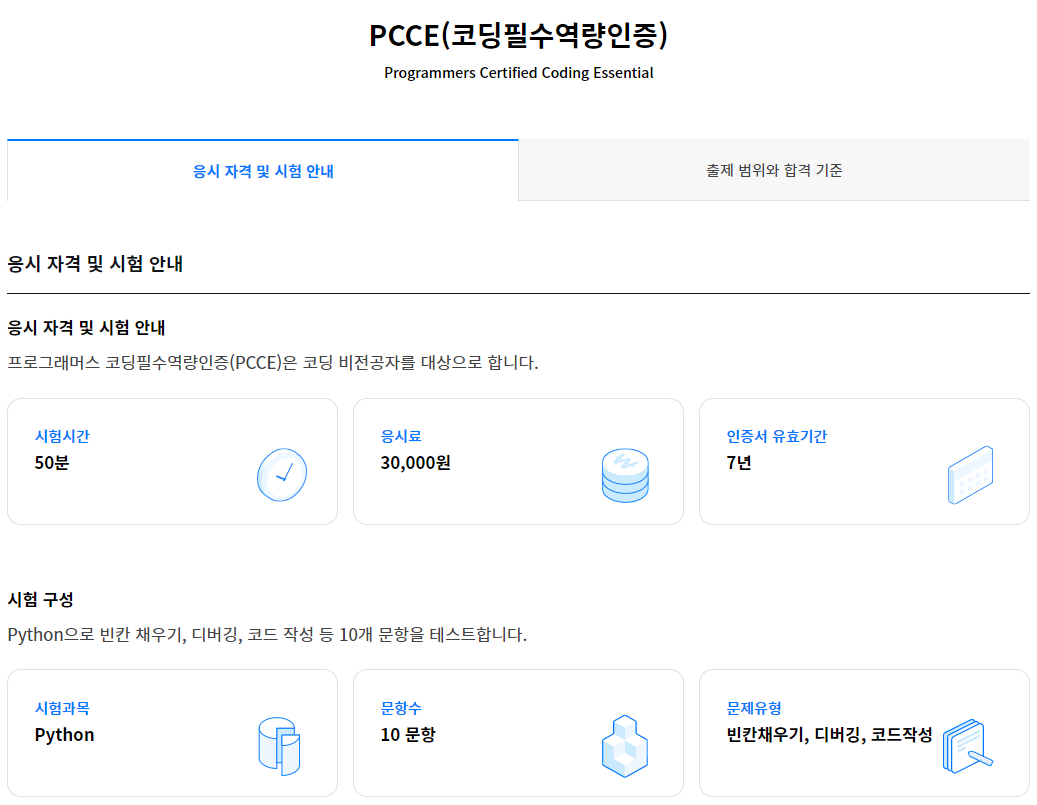 PCCE(코딩필수역량인증)
Programmers Certified Coding Essential
응시 자격 및 시험 안내
출제 범위와 합격 기준
응시 자격 및 시험 안내
응시 자격 및 시험 안내
프로그래머스 코딩필수역량인증(PCCE)은 코딩 비전공자를 대상으로 합니다.
시험시간
50분
응시료
30,000원
인증서 유효기간
7년
시험 구성
Python으로 빈칸 채우기, 디버깅, 코드 작성 등 10개 문항을 테스트합니다.
시험과목
Python
문항수
10 문항
문제유형
빈칸채우기, 디버깅, 코드작성